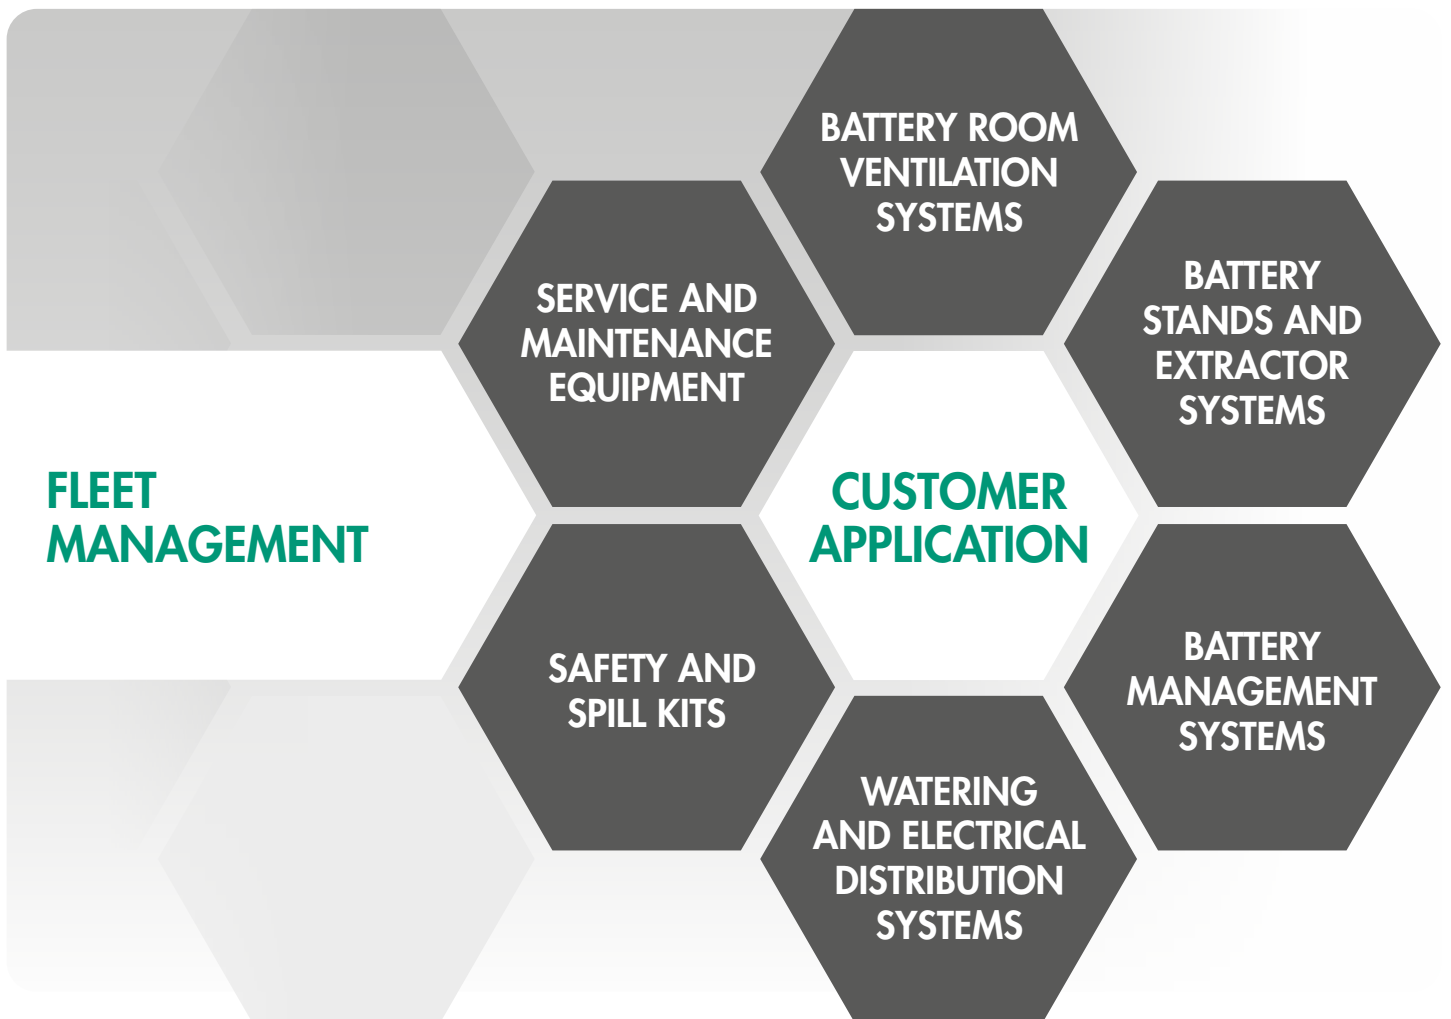 BATTERY ROOM
VENTILATION
SYSTEMS
SERVICE AND
MAINTENANCE
EQUIPMENT
BATTERY
STANDS AND
EXTRACTOR
SYSTEMS
FLEET
MANAGEMENT
CUSTOMER
APPLICATION
SAFETY AND
SPILL KITS
BATTERY
MANAGEMENT
SYSTEMS
WATERING
AND ELECTRICAL
DISTRIBUTION
SYSTEMS